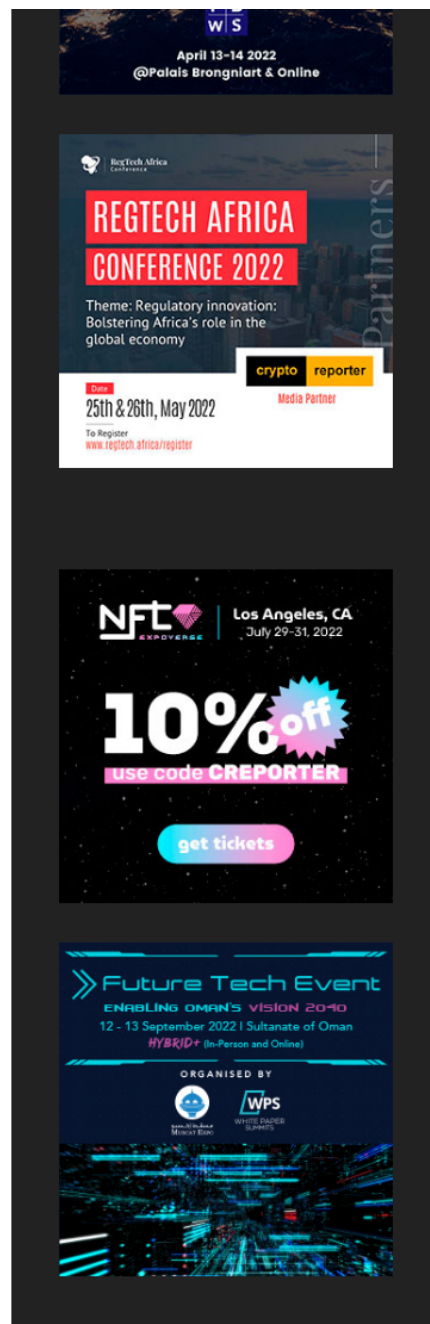 W S
April 13-14 2022
@Palais Brongniart & Online
RegTech Africa
Conference
REGTECH AFRICA
CONFERENCE 2022
Partners
Theme: Regulatory innovation:
Bolstering Africa's role in the
global economy
crypto reporter
Media Partner
Date
25th & 26th, May 2022
To Register
www.regtech.africa/register
NFT
EXPOVERSE
Los Angeles, CA
July 29-31, 2022
10% off
use code CREPORTER
get tickets
Future Tech Event
ENABLING OMAN'S VISION 2040
12 - 13 September 2022 | Sultanate of Oman
HYBRID+ (In-Person and Online)
ORGANISED BY
MUSCAT EXPO
WPS
WHITE PAPER
SUMMITS